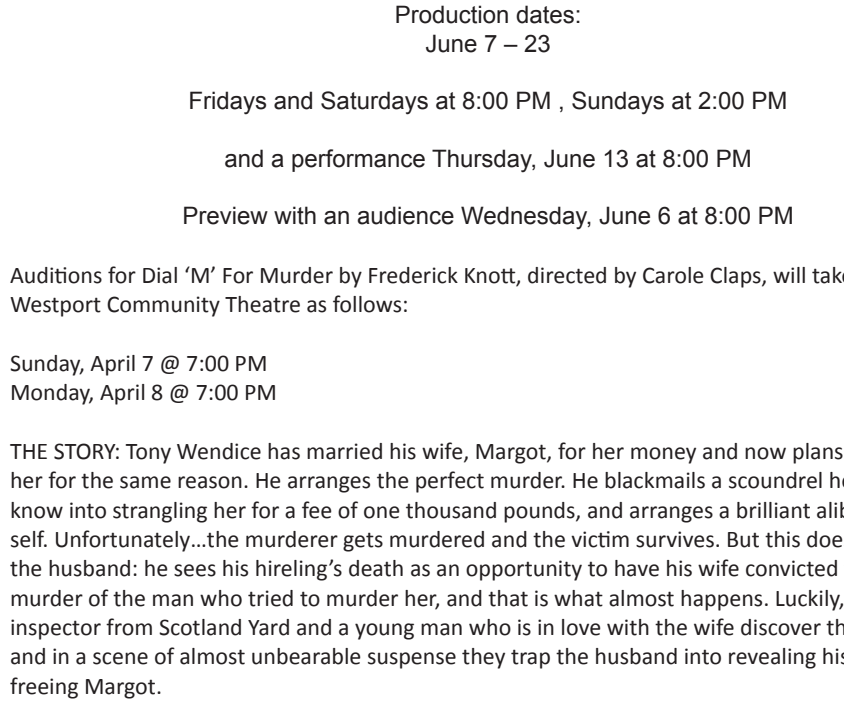 Production dates:
June 7 – 23
Fridays and Saturdays at 8:00 PM , Sundays at 2:00 PM
and a performance Thursday, June 13 at 8:00 PM
Preview with an audience Wednesday, June 6 at 8:00 PM
Auditions for Dial ‘M’ For Murder by Frederick Knott, directed by Carole Claps, will
Westport Community Theatre as follows:
Sunday, April 7 @ 7:00 PM
Monday, April 8 @ 7:00 PM
THE STORY: Tony Wendice has married his wife, Margot, for her money and now plans
her for the same reason. He arranges the perfect murder. He blackmails a scoundrel
know into strangling her for a fee of one thousand pounds, and arranges a brilliant
self. Unfortunately…the murderer gets murdered and the victim survives. But this
the husband: he sees his hireling’s death as an opportunity to have his wife convicted
murder of the man who tried to murder her, and that is what almost happens. Luckily,
inspector from Scotland Yard and a young man who is in love with the wife discover
and in a scene of almost unbearable suspense they trap the husband into revealing
freeing Margot.